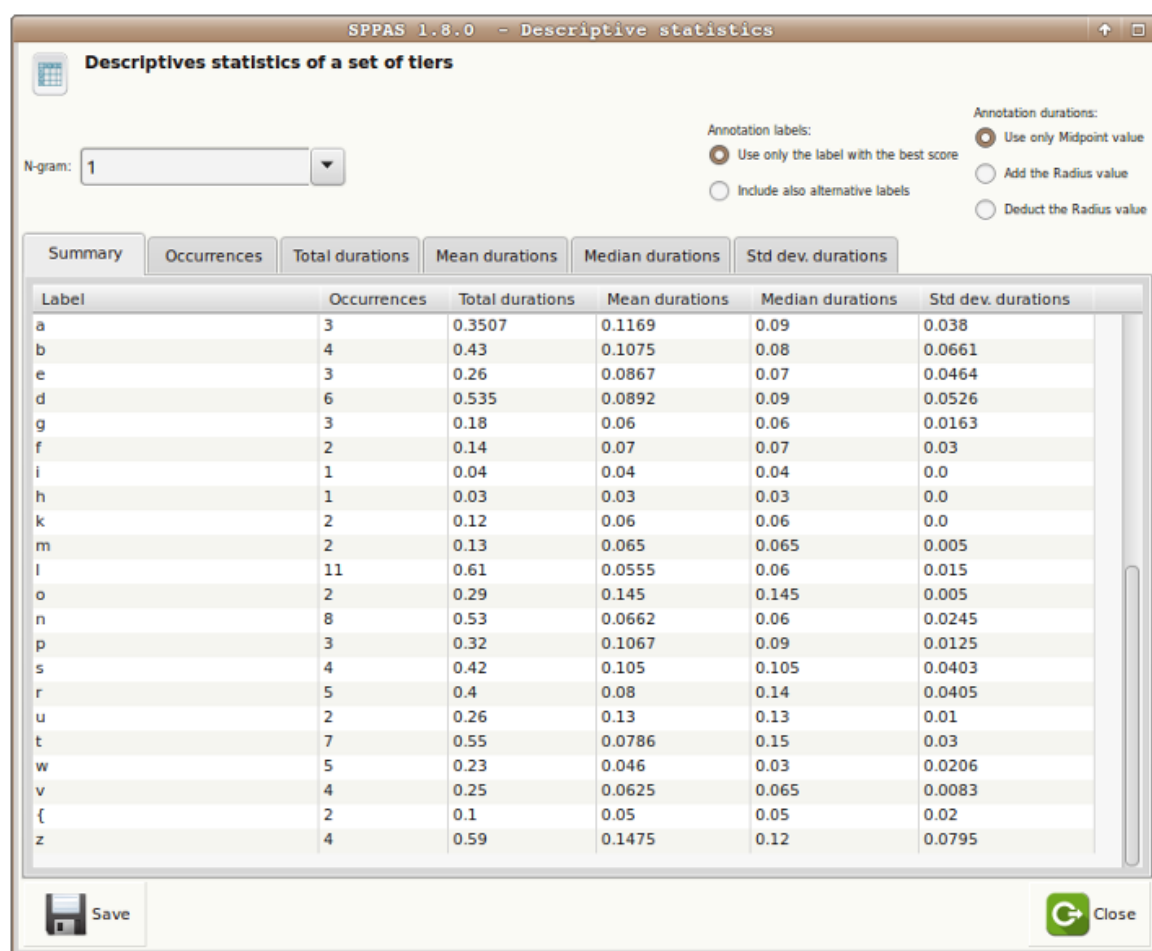 SPPAS 1.8.0 - Descriptive statistics
Descriptives statistics of a set of tiers
N-gram: 1
Annotation labels:
Use only the label with the best score
Include also alternative labels
Annotation durations:
Use only Midpoint value
Add the Radius value
Deduct the Radius value
Summary Occurrences Total durations Mean durations Median durations Std dev. durations
Label Occurrences Total durations Mean durations Median durations Std dev. durations
a 3 0.3507 0.1169 0.09 0.038
b 4 0.43 0.1075 0.08 0.0661
e 3 0.26 0.0867 0.07 0.0464
d 6 0.535 0.0892 0.09 0.0526
g 3 0.18 0.06 0.06 0.0163
f 2 0.14 0.07 0.07 0.03
i 1 0.04 0.04 0.04 0.0
h 1 0.03 0.03 0.03 0.0
k 2 0.12 0.06 0.06 0.0
m 2 0.13 0.065 0.065 0.005
l 11 0.61 0.0555 0.06 0.015
o 2 0.29 0.145 0.145 0.005
n 8 0.53 0.0662 0.06 0.0245
p 3 0.32 0.1067 0.09 0.0125
s 4 0.42 0.105 0.105 0.0403
r 5 0.4 0.08 0.14 0.0405
u 2 0.26 0.13 0.13 0.01
t 7 0.55 0.0786 0.15 0.03
w 5 0.23 0.046 0.03 0.0206
v 4 0.25 0.0625 0.065 0.0083
{ 2 0.1 0.05 0.05 0.02
z 4 0.59 0.1475 0.12 0.0795
Save Close